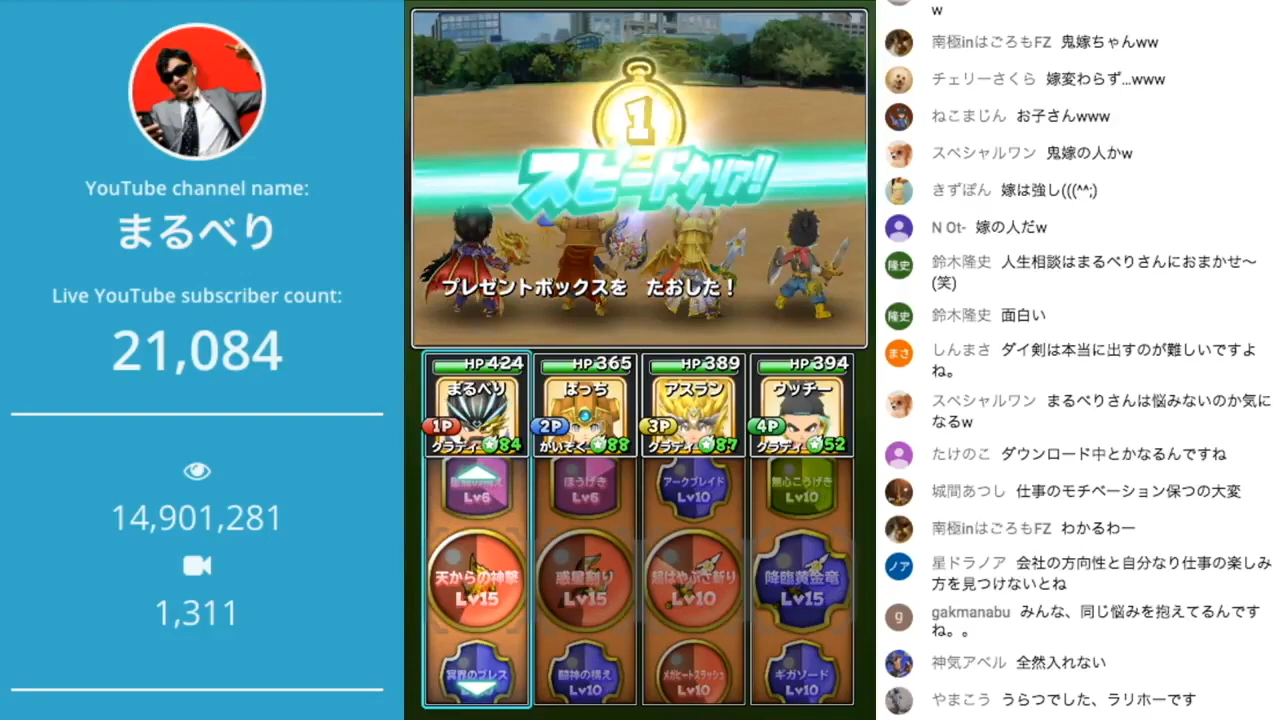 YouTube channel name:
まるべり
Live YouTube subscriber count:
21,084
14,901,281
1,311
1
スピードクリア!!
プレゼントボックスを たおした！
HP 424
まるべり
1P
グラディ 84
Lv6
天からの神撃
Lv15
冥界のブレス
HP 365
ばっち
2P
かいぞく 88
ほうげき
Lv6
惑星割り
Lv15
闘神の構え
Lv10
HP 389
アスラン
3P
グラディ 87
アークブレイド
Lv10
超はやぶさ斬り
Lv10
メガヒートスラッシュ
Lv10
HP 394
ウッチー
4P
グラディ 52
無心こうげき
Lv10
降臨黄金竜
Lv15
ギガソード
Lv10
w
南極inはごろもFZ 鬼嫁ちゃんww
チェリーさくら 嫁変わらず...www
ねこまじん お子さんwww
スペシャルワン 鬼嫁の人かw
きずぽん 嫁は強し(((^^;)
N Ot- 嫁の人だw
隆史 鈴木隆史 人生相談はまるべりさんにおまかせ〜
(笑)
隆史 鈴木隆史 面白い
まさ しんまさ ダイ剣は本当に出すのが難しいですよ
ね。
スペシャルワン まるべりさんは悩みないのか気に
なるw
たけのこ ダウンロード中とかなるんですね
城間あつし 仕事のモチベーション保つの大変
南極inはごろもFZ わかるわー
ノア 星ドラノア 会社の方向性と自分なり仕事の楽しみ
方を見つけないとね
g gakmanabu みんな、同じ悩みを抱えてるんです
ね。。
神気アベル 全然入れない
やまこう うらつでした、ラリホーです